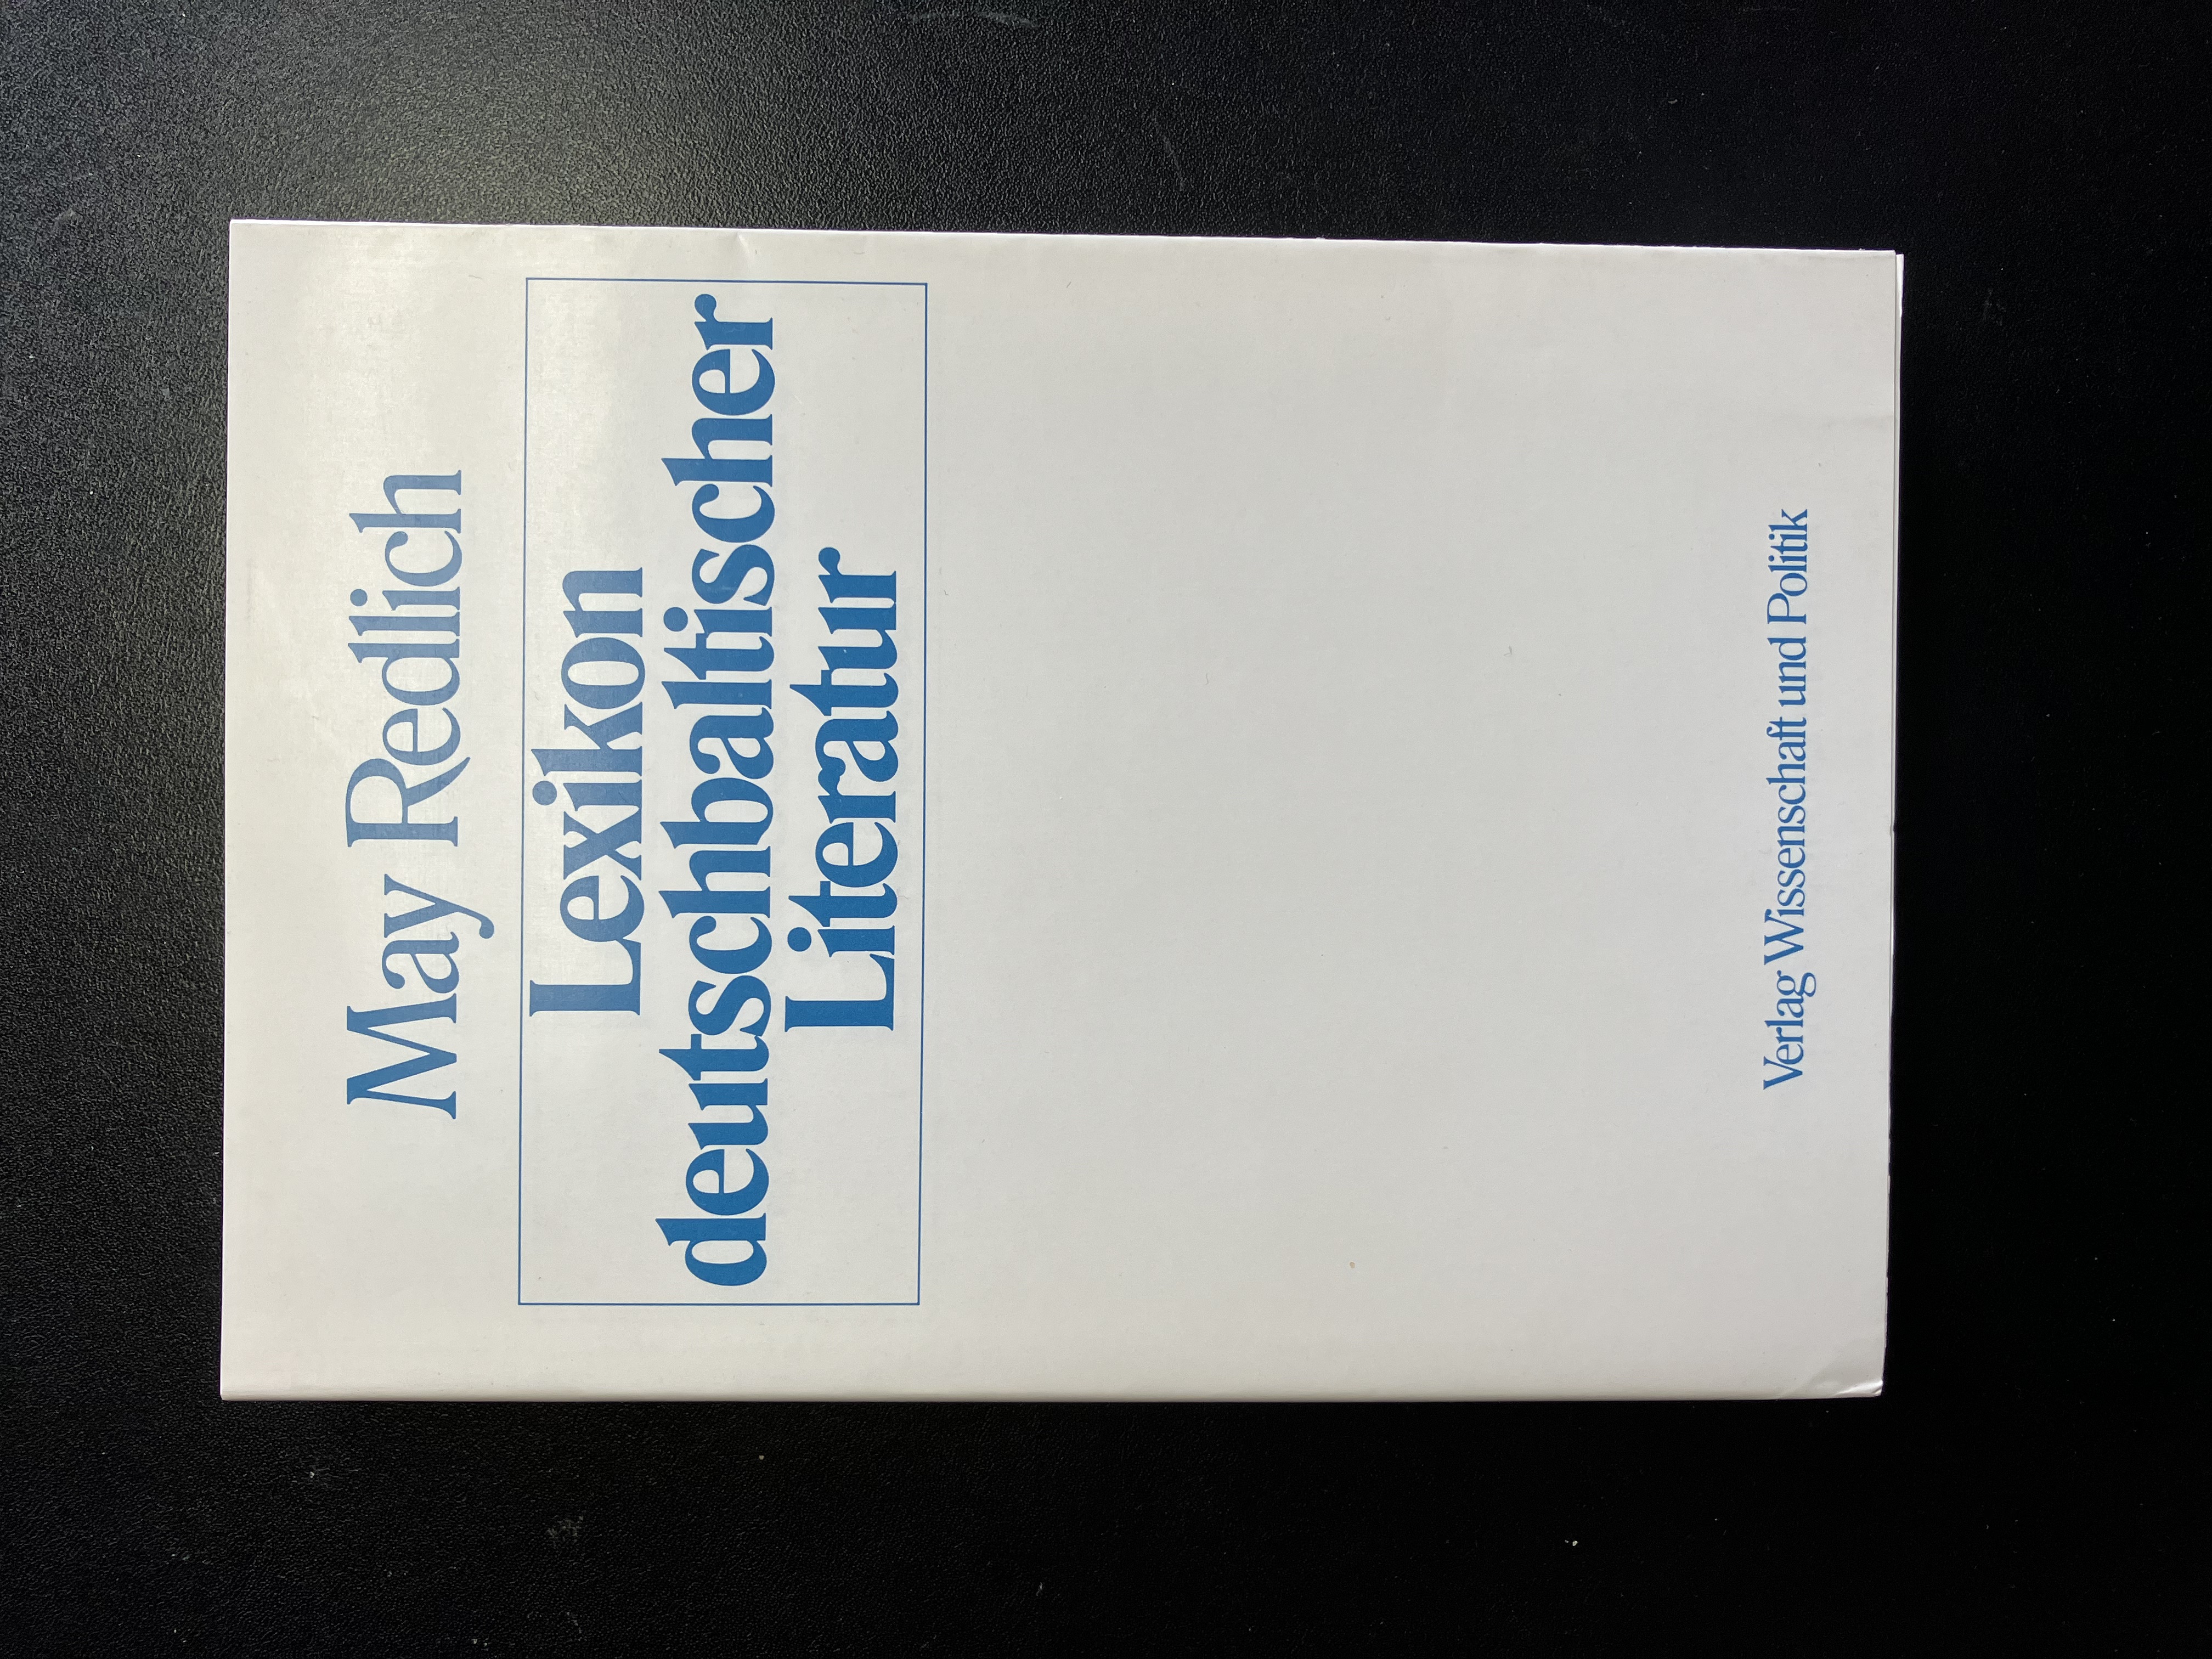 May Redlich
Lexikon
deutschbaltischer
Literatur
Verlag Wissenschaft und Politik